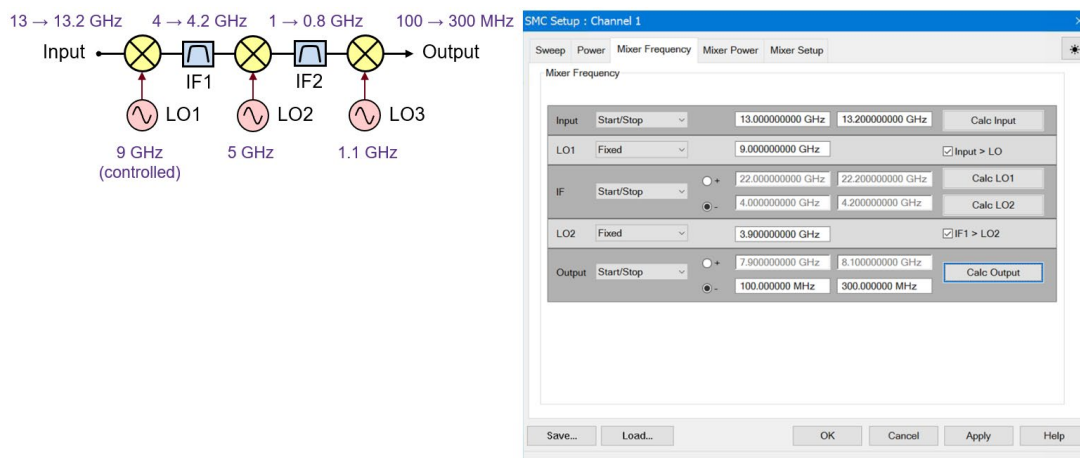 13 → 13.2 GHz 4 → 4.2 GHz 1 → 0.8 GHz 100 → 300 MHz
Input Output
IF1 IF2
LO1 LO2 LO3
9 GHz 5 GHz 1.1 GHz
(controlled)
SMC Setup : Channel 1
Sweep Power Mixer Frequency Mixer Power Mixer Setup
Mixer Frequency
Input Start/Stop 13.000000000 GHz 13.200000000 GHz Calc Input
LO1 Fixed 9.000000000 GHz Input > LO
+ 22.000000000 GHz 22.200000000 GHz Calc LO1
IF Start/Stop
- 4.000000000 GHz 4.200000000 GHz Calc LO2
LO2 Fixed 3.900000000 GHz IF1 > LO2
+ 7.900000000 GHz 8.100000000 GHz
Output Start/Stop Calc Output
- 100.000000 MHz 300.000000 MHz
Save... Load... OK Cancel Apply Help